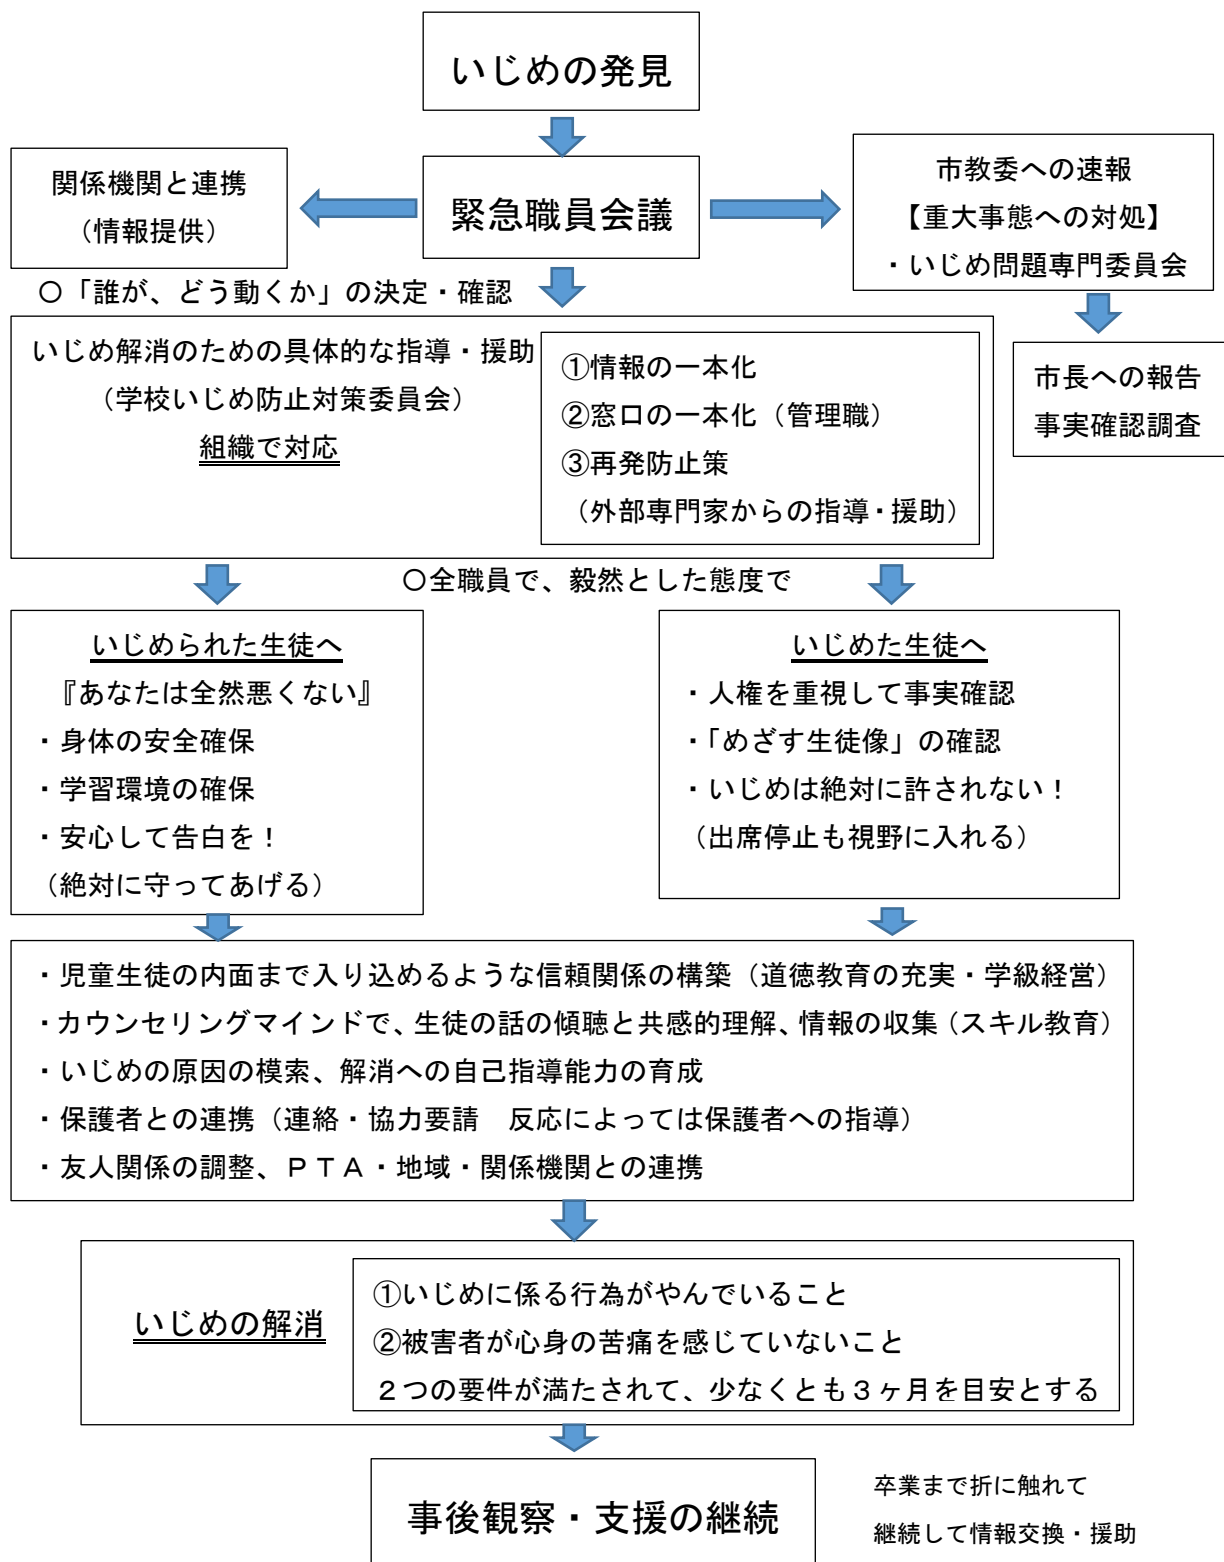 いじめの発見
緊急職員会議
関係機関と連携
（情報提供）
市教委への速報
【重大事態への対処】
・いじめ問題専門委員会
市長への報告
事実確認調査
〇「誰が、どう動くか」の決定・確認
いじめ解消のための具体的な指導・援助
（学校いじめ防止対策委員会）
組織で対応
①情報の一本化
②窓口の一本化（管理職）
③再発防止策
（外部専門家からの指導・援助）
〇全職員で、毅然とした態度で
いじめられた生徒へ
『あなたは全然悪くない』
・身体の安全確保
・学習環境の確保
・安心して告白を！
（絶対に守ってあげる）
いじめた生徒へ
・人権を重視して事実確認
・「めざす生徒像」の確認
・いじめは絶対に許されない！
（出席停止も視野に入れる）
・児童生徒の内面まで入り込めるような信頼関係の構築（道徳教育の充実・学級経営）
・カウンセリングマインドで、生徒の話の傾聴と共感的理解、情報の収集（スキル教育）
・いじめの原因の模索、解消への自己指導能力の育成
・保護者との連携（連絡・協力要請　反応によっては保護者への指導）
・友人関係の調整、ＰＴＡ・地域・関係機関との連携
いじめの解消
①いじめに係る行為がやんでいること
②被害者が心身の苦痛を感じていないこと
２つの要件が満たされて、少なくとも３ヶ月を目安とする
事後観察・支援の継続
卒業まで折に触れて
継続して情報交換・援助